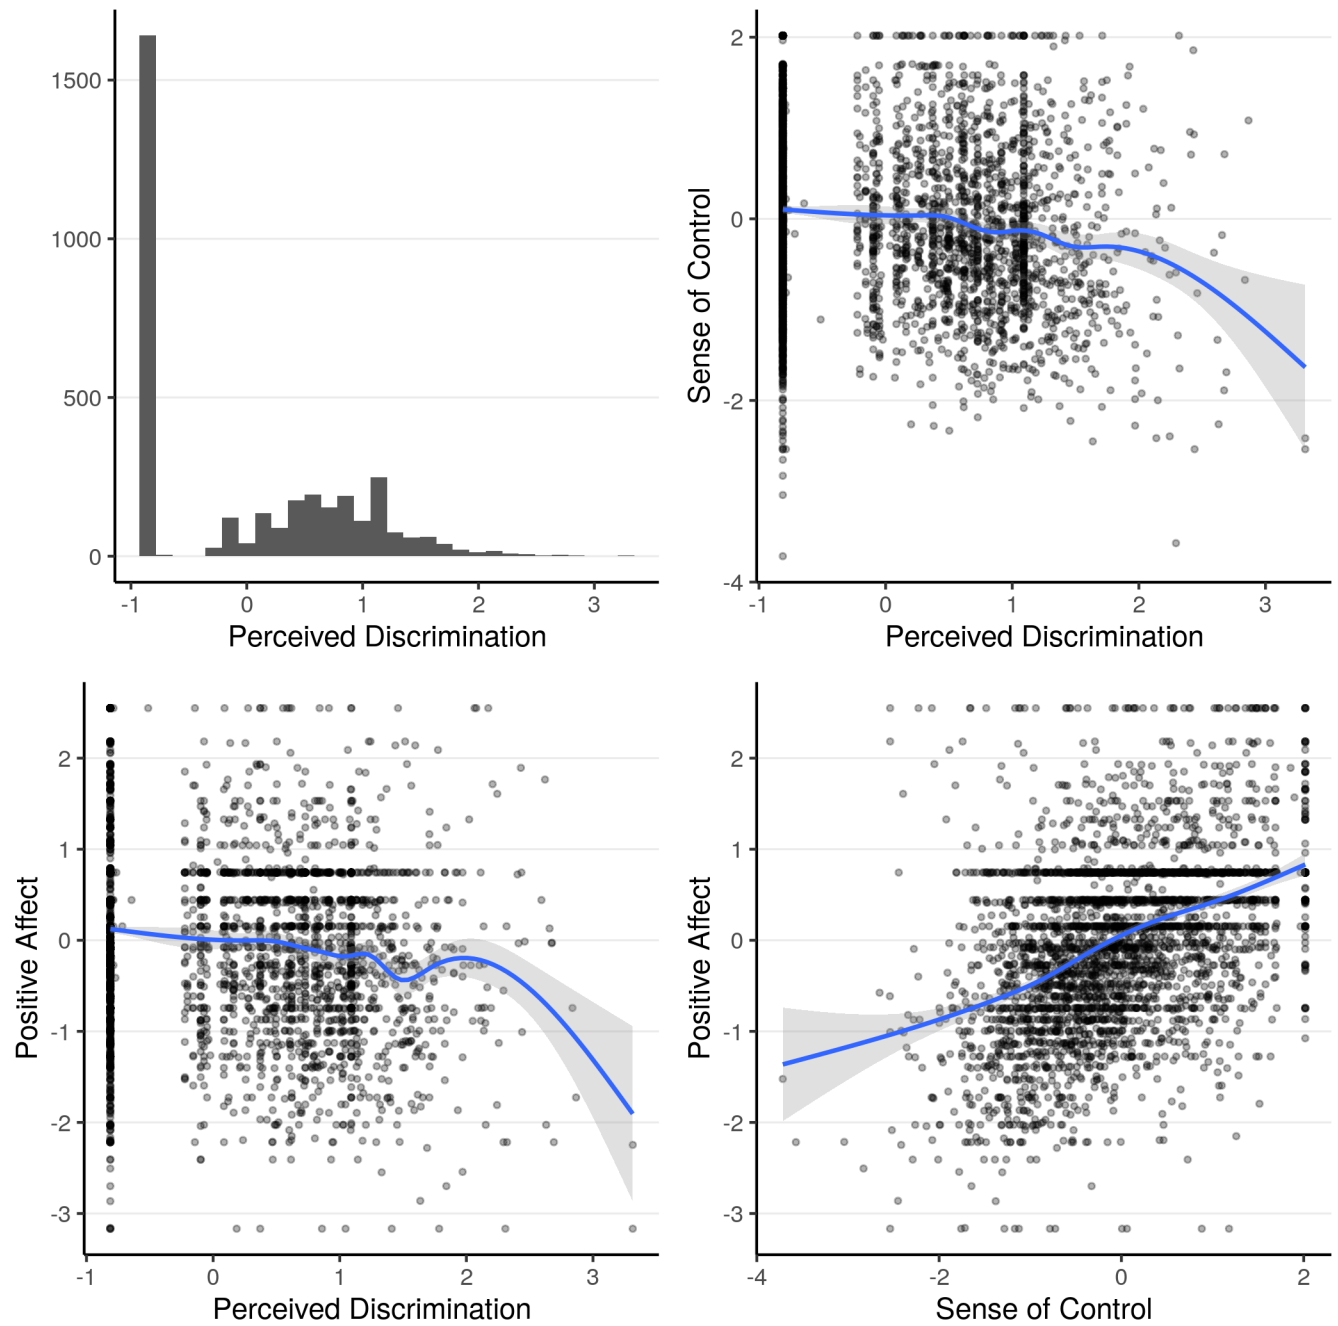 1500
1000
500
0
-1 0 1 2 3
Perceived Discrimination
2
0
-2
-4
Sense of Control
-1 0 1 2 3
Perceived Discrimination
2
1
0
-1
-2
-3
Positive Affect
-1 0 1 2 3
Perceived Discrimination
2
1
0
-1
-2
-3
Positive Affect
-4 -2 0 2
Sense of Control